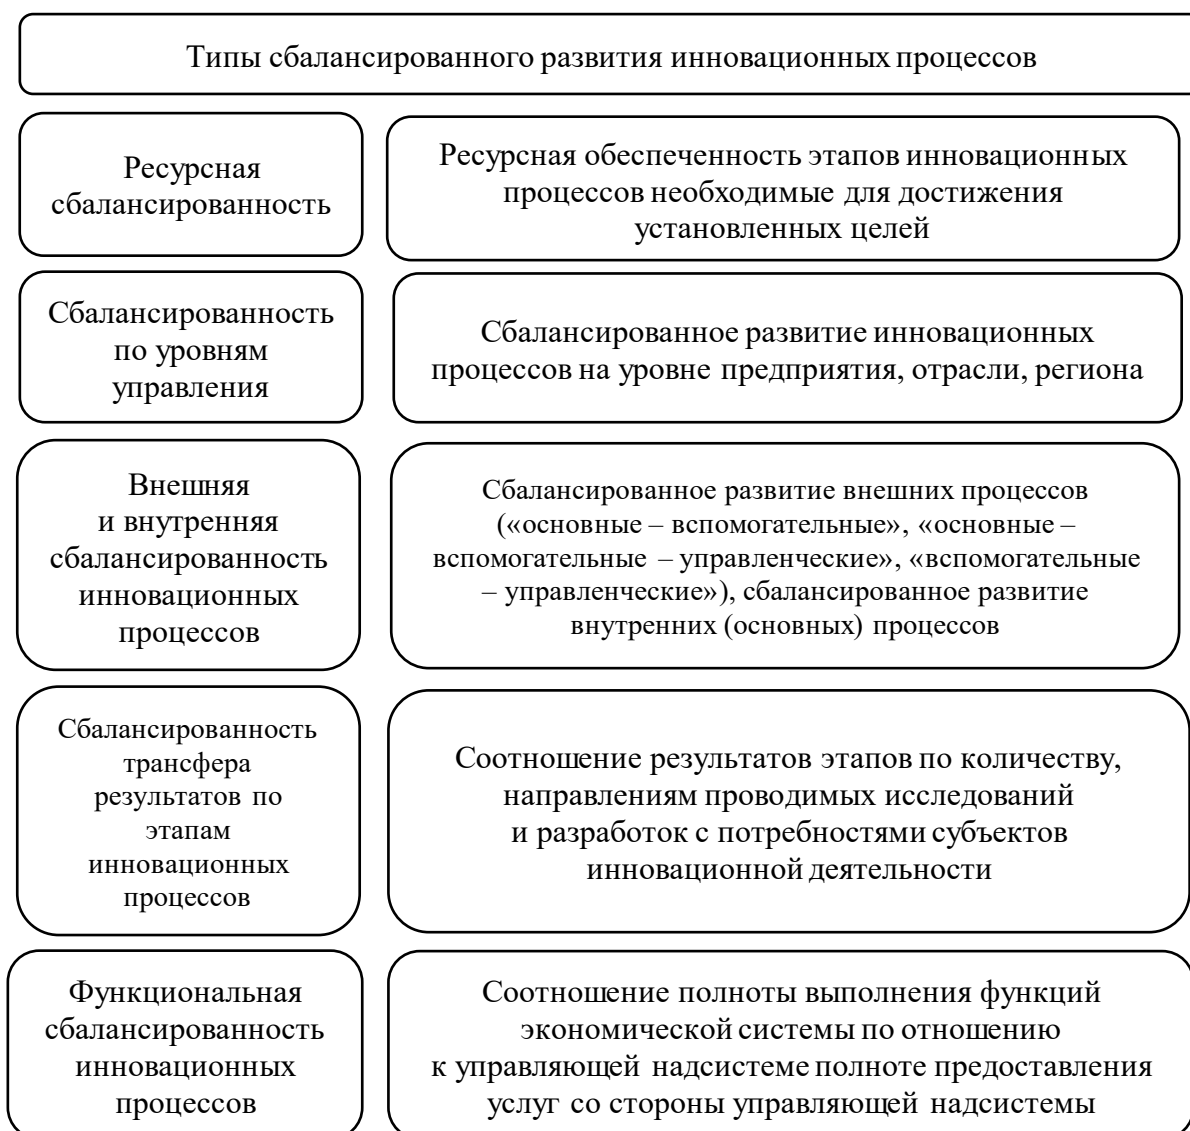 Типы сбалансированного развития инновационных процессов
Ресурсная
сбалансированность
Ресурсная обеспеченность этапов инновационных
процессов необходимые для достижения
установленных целей
Сбалансированность
по уровням
управления
Сбалансированное развитие инновационных
процессов на уровне предприятия, отрасли, региона
Внешняя
и внутренняя
сбалансированность
инновационных
процессов
Сбалансированное развитие внешних процессов
(«основные – вспомогательные», «основные –
вспомогательные – управленческие», «вспомогательные
– управленческие»), сбалансированное развитие
внутренних (основных) процессов
Сбалансированность
трансфера
результатов по
этапам
инновационных
процессов
Соотношение результатов этапов по количеству,
направлениям проводимых исследований
и разработок с потребностями субъектов
инновационной деятельности
Функциональная
сбалансированность
инновационных
процессов
Соотношение полноты выполнения функций
экономической системы по отношению
к управляющей надсистеме полноте предоставления
услуг со стороны управляющей надсистемы